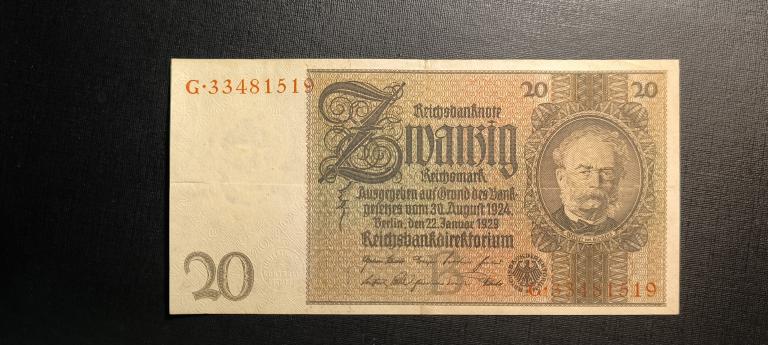 G·33481519
20 20
Reichsbanknote
Zwanzig
Reichsmark
Ausgegeben auf Grund des Bank-
gesetzes vom 30. August 1924.
Berlin, den 22. Januar 1929
Reichsbankdirektorium
20
G·33481519